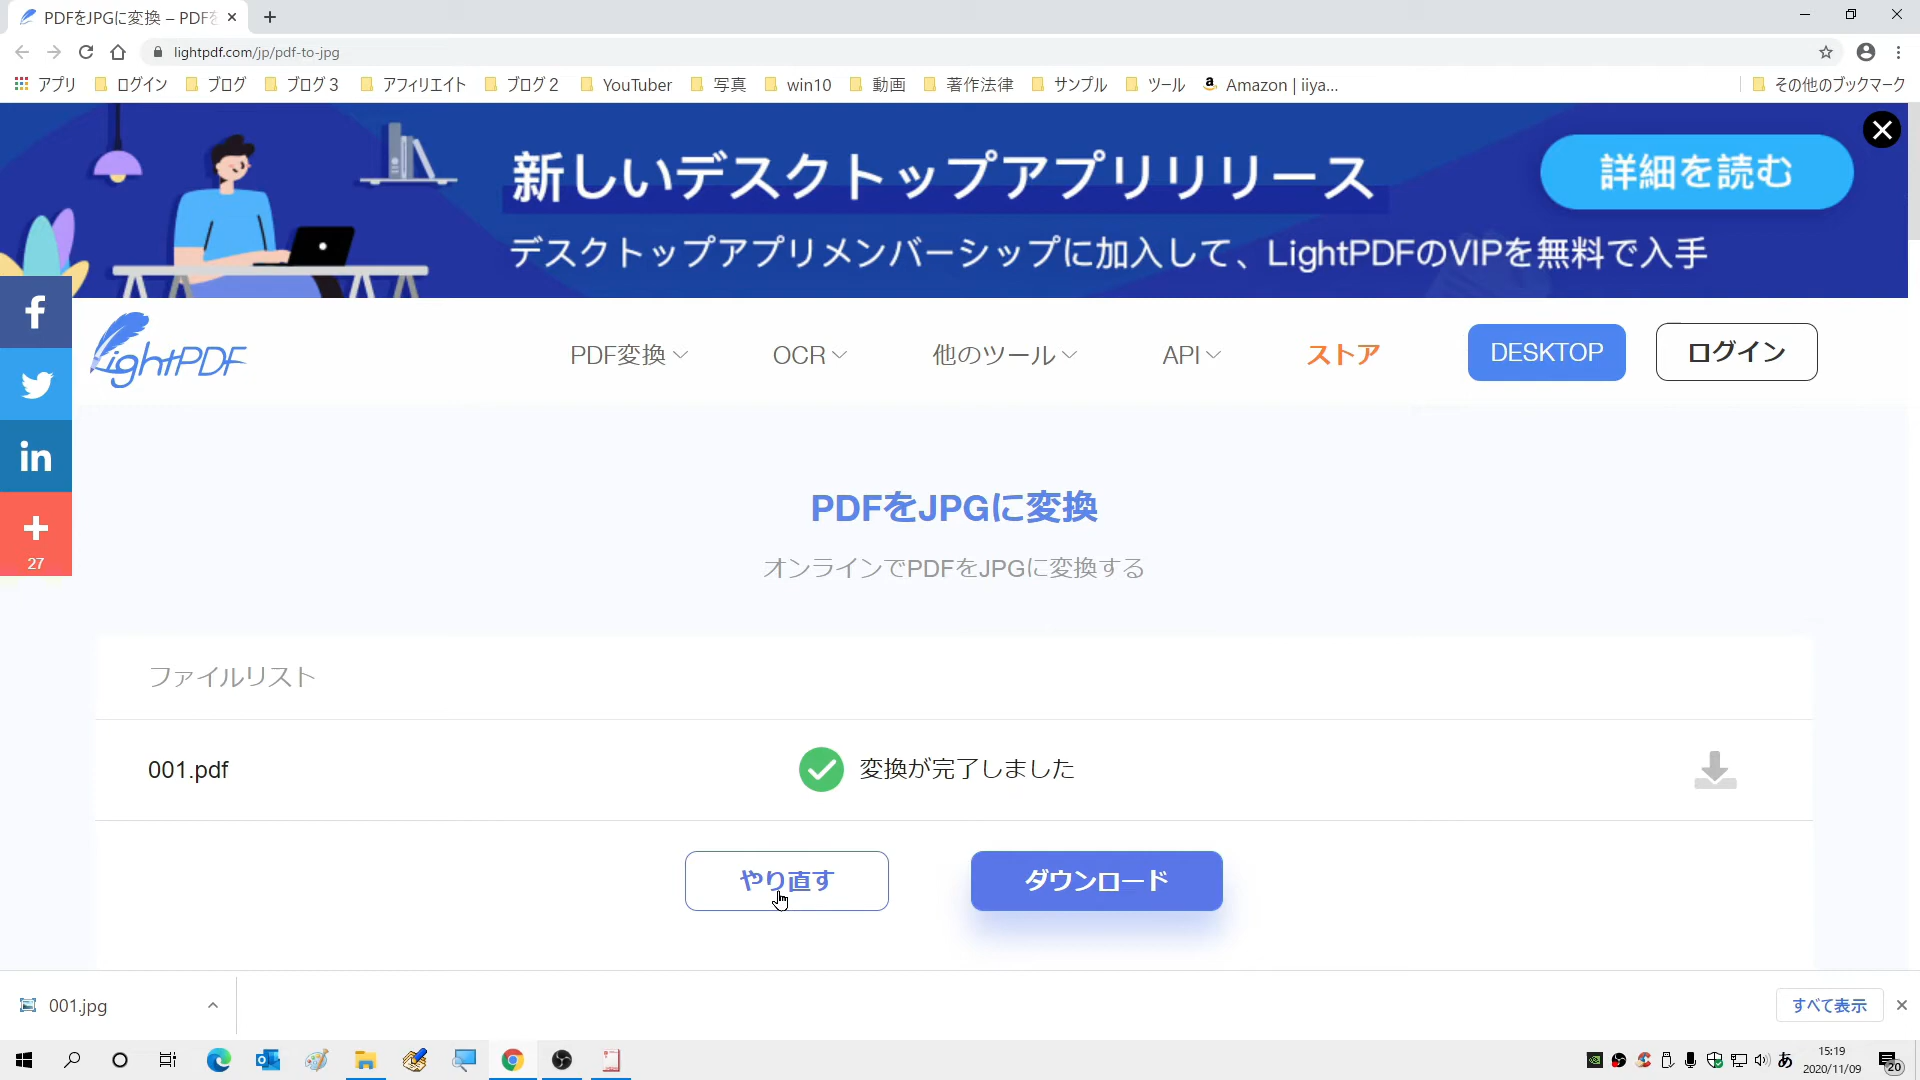 PDFをJPGに変換 – PDFを
lightpdf.com/jp/pdf-to-jpg
アプリ ログイン ブログ ブログ３ アフィリエイト ブログ２ YouTuber 写真 win10 動画 著作法律 サンプル ツール Amazon | iiya... その他のブックマーク
新しいデスクトップアプリリリース
詳細を読む
デスクトップアプリメンバーシップに加入して、LightPDFのVIPを無料で入手
LightPDF
PDF変換 OCR 他のツール API ストア DESKTOP ログイン
27
PDFをJPGに変換
オンラインでPDFをJPGに変換する
ファイルリスト
001.pdf 変換が完了しました
やり直す ダウンロード
001.jpg すべて表示
あ 15:19
2020/11/09
20